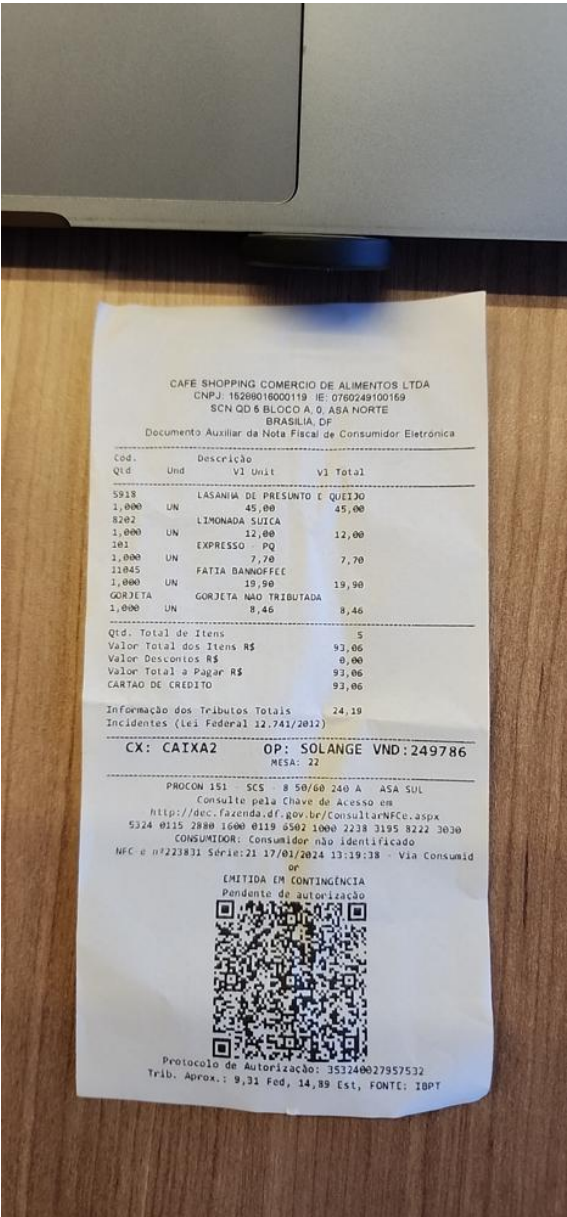 CAFE SHOPPING COMERCIO DE ALIMENTOS LTDA
CNPJ: 15288016000119 IE: 0760249100159
SCN QD 5 BLOCO A, 0, ASA NORTE
BRASILIA, DF
Documento Auxiliar da Nota Fiscal de Consumidor Eletrónica
Cod. Descrição
Qtd Und Vl Unit Vl Total
5918 LASANHA DE PRESUNTO E QUEIJO
1,000 UN 45,00 45,00
8202 LIMONADA SUICA
1,000 UN 12,00 12,00
101 EXPRESSO - PQ
1,000 UN 7,70 7,70
11045 FATIA BANNOFFEE
1,000 UN 19,90 19,90
GORJETA GORJETA NAO TRIBUTADA
1,000 UN 8,46 8,46
Qtd. Total de Itens 5
Valor Total dos Itens R$ 93,06
Valor Descontos R$ 0,00
Valor Total a Pagar R$ 93,06
CARTAO DE CREDITO 93,06
Informação dos Tributos Totais 24,19
Incidentes (Lei Federal 12.741/2012)
CX: CAIXA2 OP: SOLANGE VND:249786
MESA: 22
PROCON 151 - SCS - 8 50/60 240 A ASA SUL
Consulte pela Chave de Acesso em
http://dec.fazenda.df.gov.br/ConsultarNFCe.aspx
5324 0115 2880 1600 0119 6502 1000 2238 3195 8222 3030
CONSUMIDOR: Consumidor não identificado
NFC-e nº223831 Série:21 17/01/2024 13:19:38 - Via Consumid
or
EMITIDA EM CONTINGÊNCIA
Pendente de autorização
Protocolo de Autorização: 353240027957532
Trib. Aprox.: 9,31 Fed, 14,89 Est, FONTE: IBPT